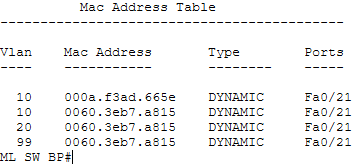 Mac Address Table
-------------------------------------------
Vlan    Mac Address       Type        Ports
----    -----------       --------    -----
10    000a.f3ad.665e    DYNAMIC     Fa0/21
10    0060.3eb7.a815    DYNAMIC     Fa0/21
20    0060.3eb7.a815    DYNAMIC     Fa0/21
99    0060.3eb7.a815    DYNAMIC     Fa0/21
ML SW BP#